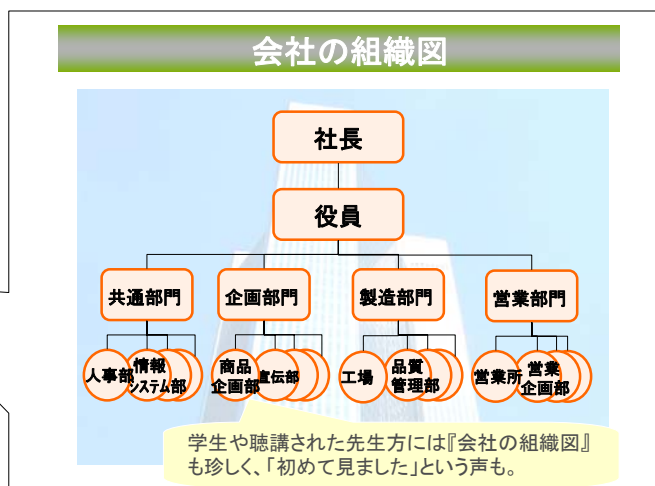 会社の組織図
社長
役員
共通部門
企画部門
製造部門
営業部門
人事部
情報
システム部
商品
企画部
宣伝部
工場
品質
管理部
営業所
営業
企画部
学生や聴講された先生方には『会社の組織図』
も珍しく、「初めて見ました」という声も。